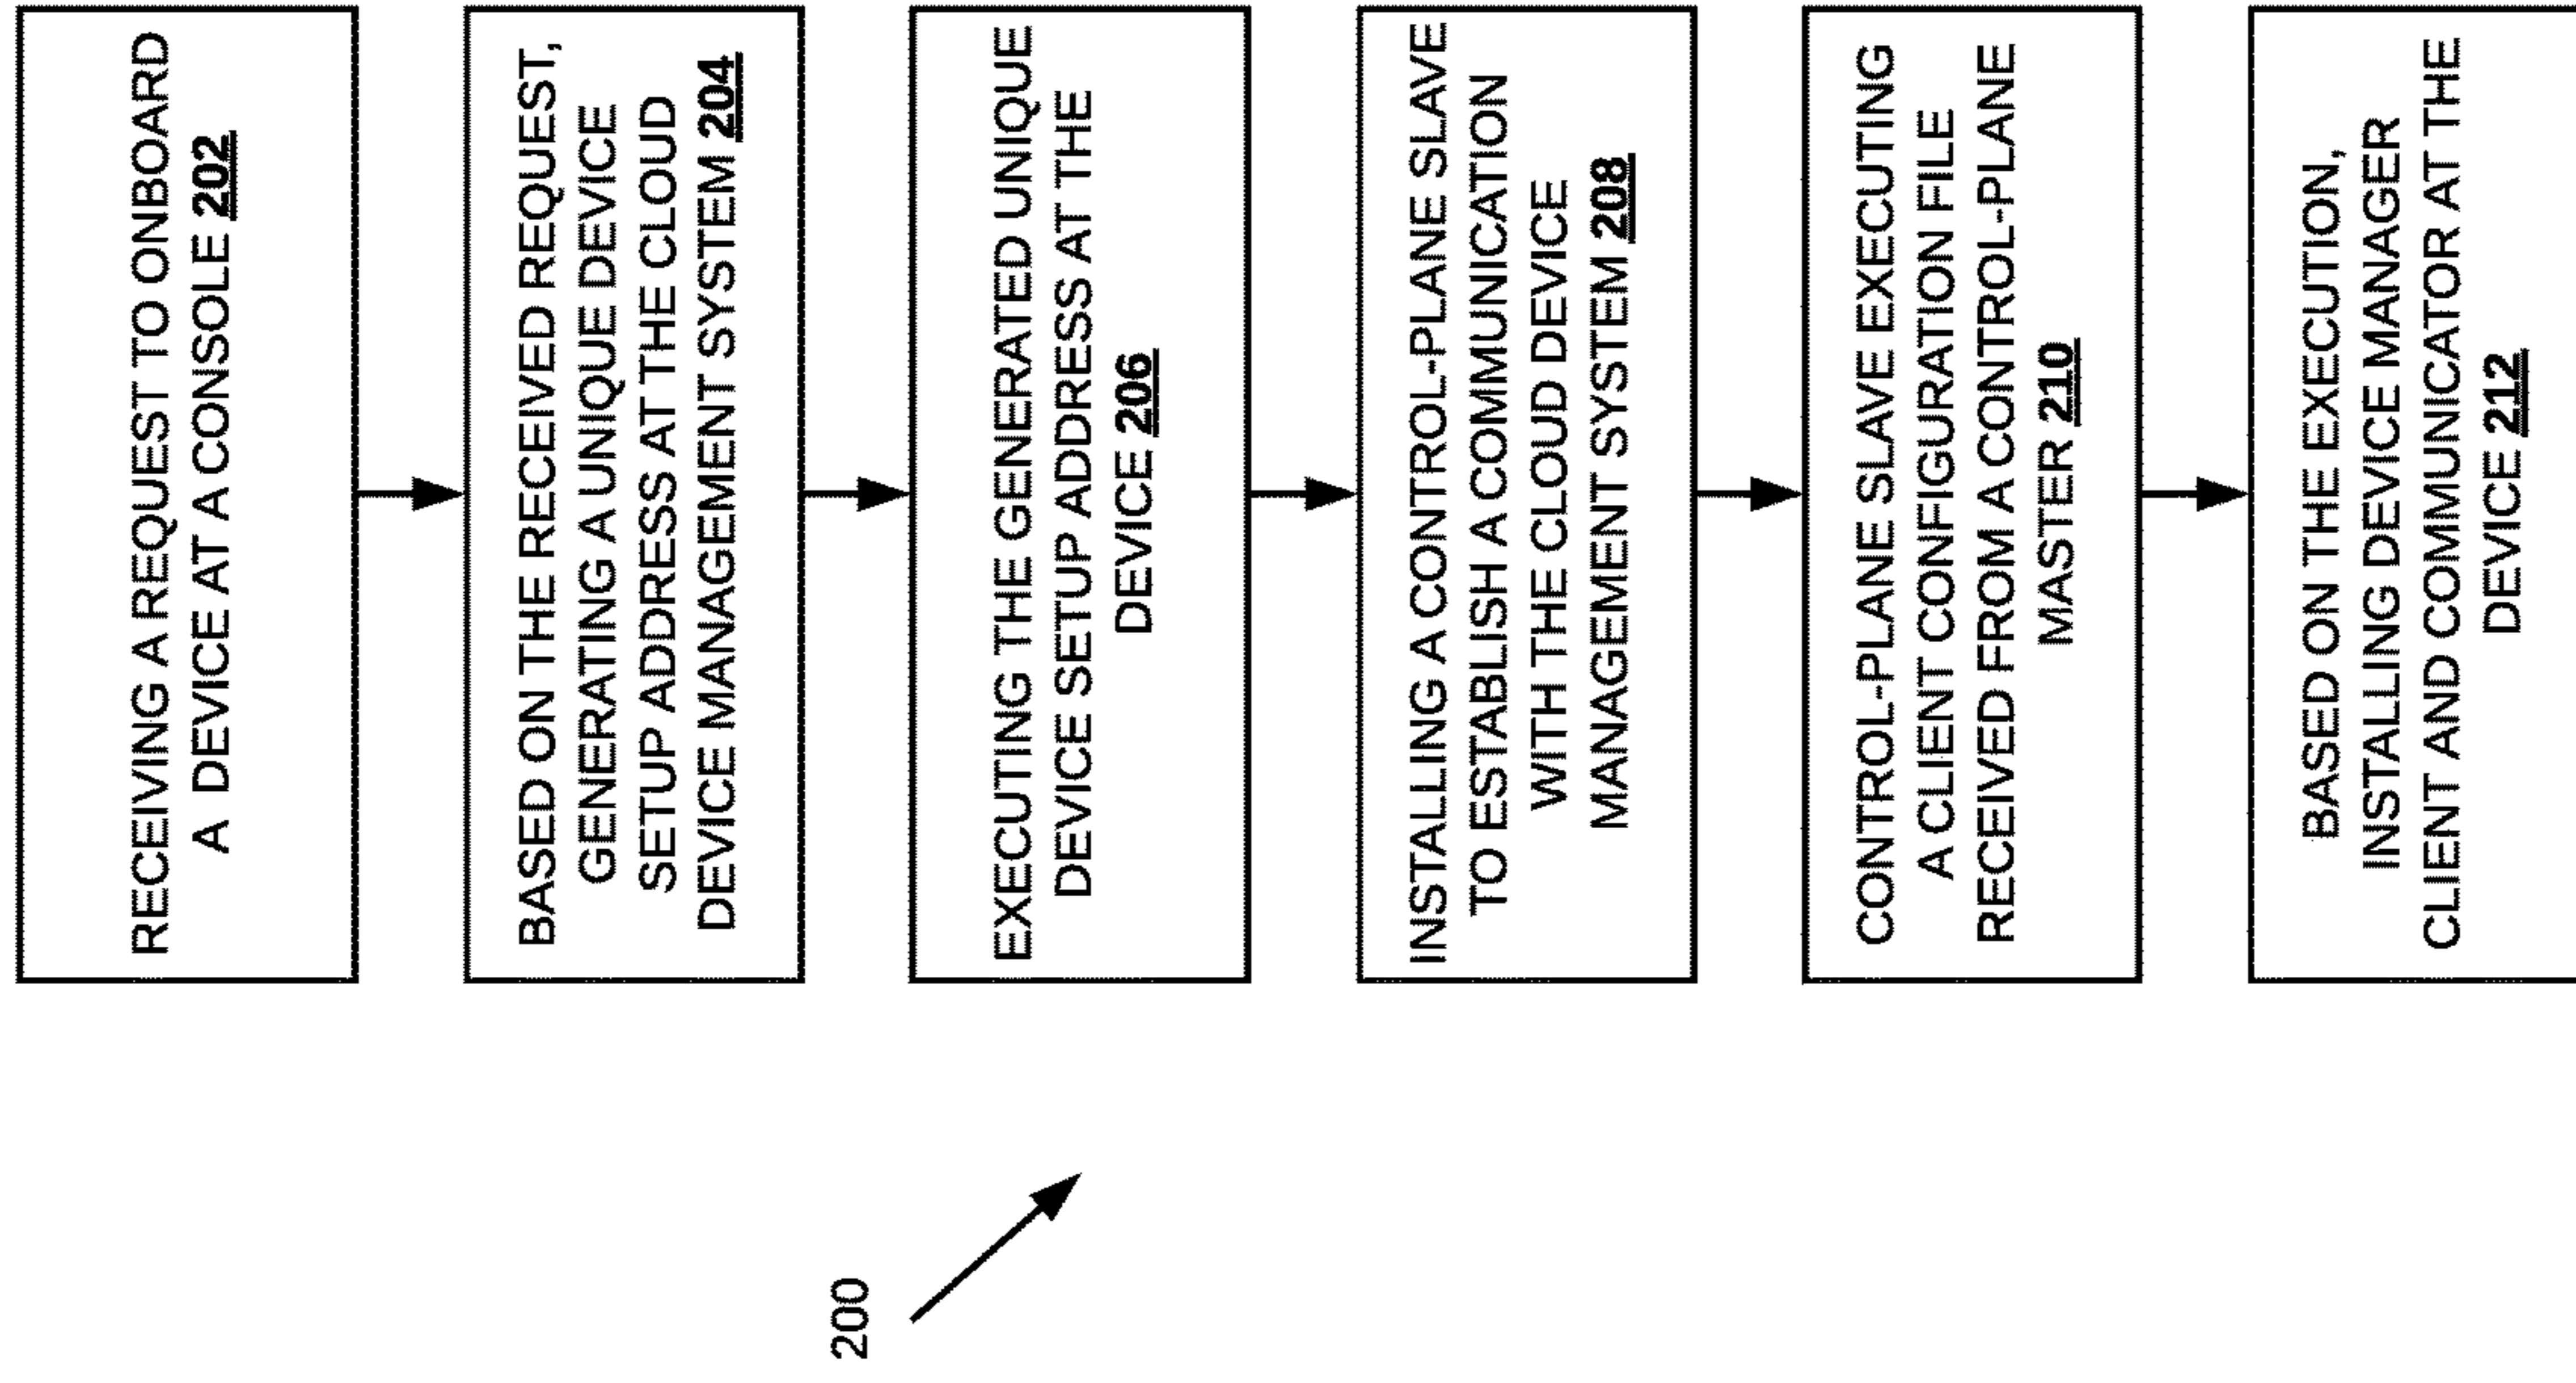 RECEIVING A REQUEST TO ONBOARD
A DEVICE AT A CONSOLE 202
BASED ON THE RECEIVED REQUEST,
GENERATING A UNIQUE DEVICE
SETUP ADDRESS AT THE CLOUD
DEVICE MANAGEMENT SYSTEM 204
EXECUTING THE GENERATED UNIQUE
DEVICE SETUP ADDRESS AT THE
DEVICE 206
INSTALLING A CONTROL-PLANE SLAVE
TO ESTABLISH A COMMUNICATION
WITH THE CLOUD DEVICE
MANAGEMENT SYSTEM 208
CONTROL-PLANE SLAVE EXECUTING
A CLIENT CONFIGURATION FILE
RECEIVED FROM A CONTROL-PLANE
MASTER 210
BASED ON THE EXECUTION,
INSTALLING DEVICE MANAGER
CLIENT AND COMMUNICATOR AT THE
DEVICE 212
200